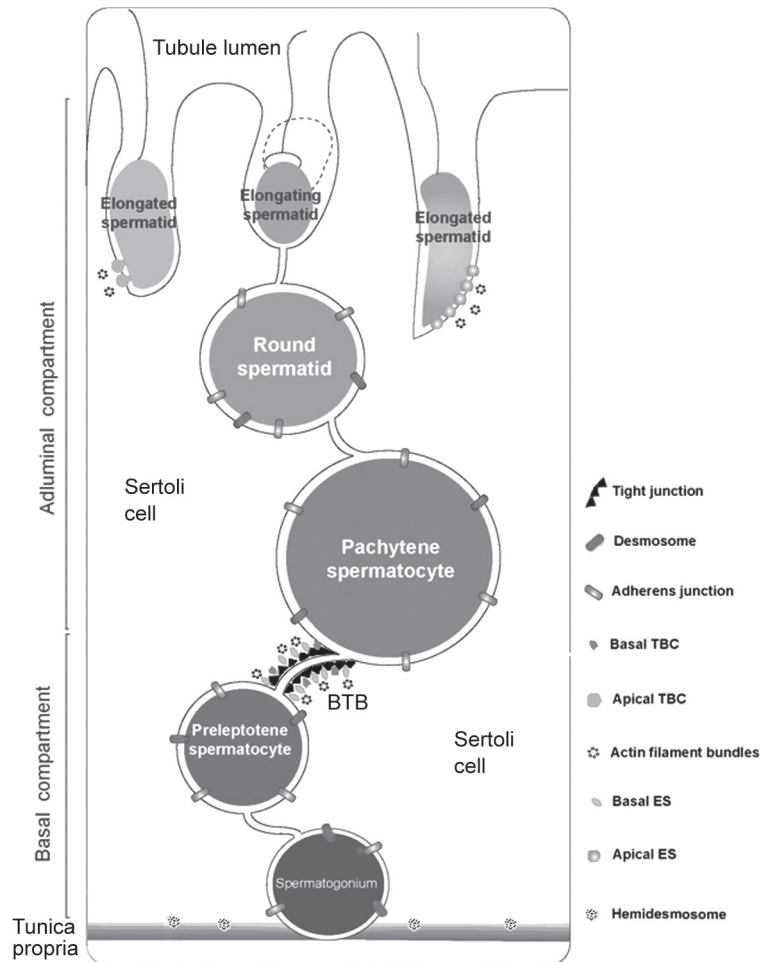 Tubule lumen
Elongated
spermatid
Elongating
spermatid
Elongated
spermatid
Round
spermatid
Adluminal compartment
Sertoli
cell
Pachytene
spermatocyte
BTB
Preleptotene
spermatocyte
Sertoli
cell
Basal compartment
Spermatogonium
Tunica
propria
Tight junction
Desmosome
Adherens junction
Basal TBC
Apical TBC
Actin filament bundles
Basal ES
Apical ES
Hemidesmosome